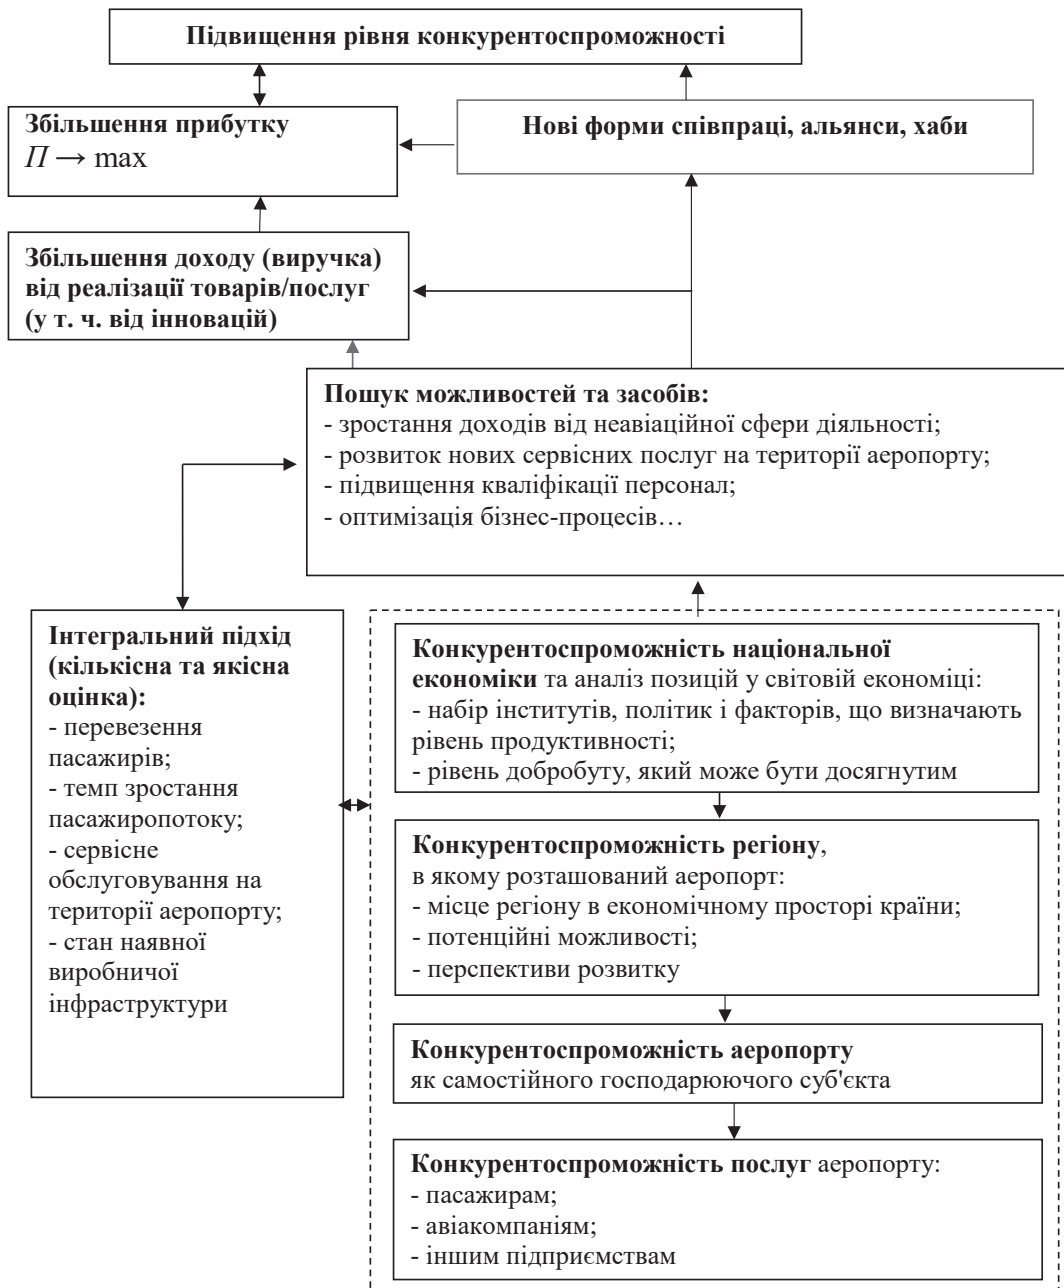 Підвищення рівня конкурентоспроможності
Збільшення прибутку
П → max
Нові форми співпраці, альянси, хаби
Збільшення доходу (виручка)
від реалізації товарів/послуг
(у т. ч. від інновацій)
Пошук можливостей та засобів:
- зростання доходів від неавіаційної сфери діяльності;
- розвиток нових сервісних послуг на території аеропорту;
- підвищення кваліфікації персонал;
- оптимізація бізнес-процесів…
Інтегральний підхід
(кількісна та якісна
оцінка):
- перевезення
пасажирів;
- темп зростання
пасажиропотоку;
- сервісне
обслуговування на
території аеропорту;
- стан наявної
виробничої
інфраструктури
Конкурентоспроможність національної
економіки та аналіз позицій у світовій економіці:
- набір інститутів, політик і факторів, що визначають
рівень продуктивності;
- рівень добробуту, який може бути досягнутим
Конкурентоспроможність регіону,
в якому розташований аеропорт:
- місце регіону в економічному просторі країни;
- потенційні можливості;
- перспективи розвитку
Конкурентоспроможність аеропорту
як самостійного господарюючого суб'єкта
Конкурентоспроможність послуг аеропорту:
- пасажирам;
- авіакомпаніям;
- іншим підприємствам